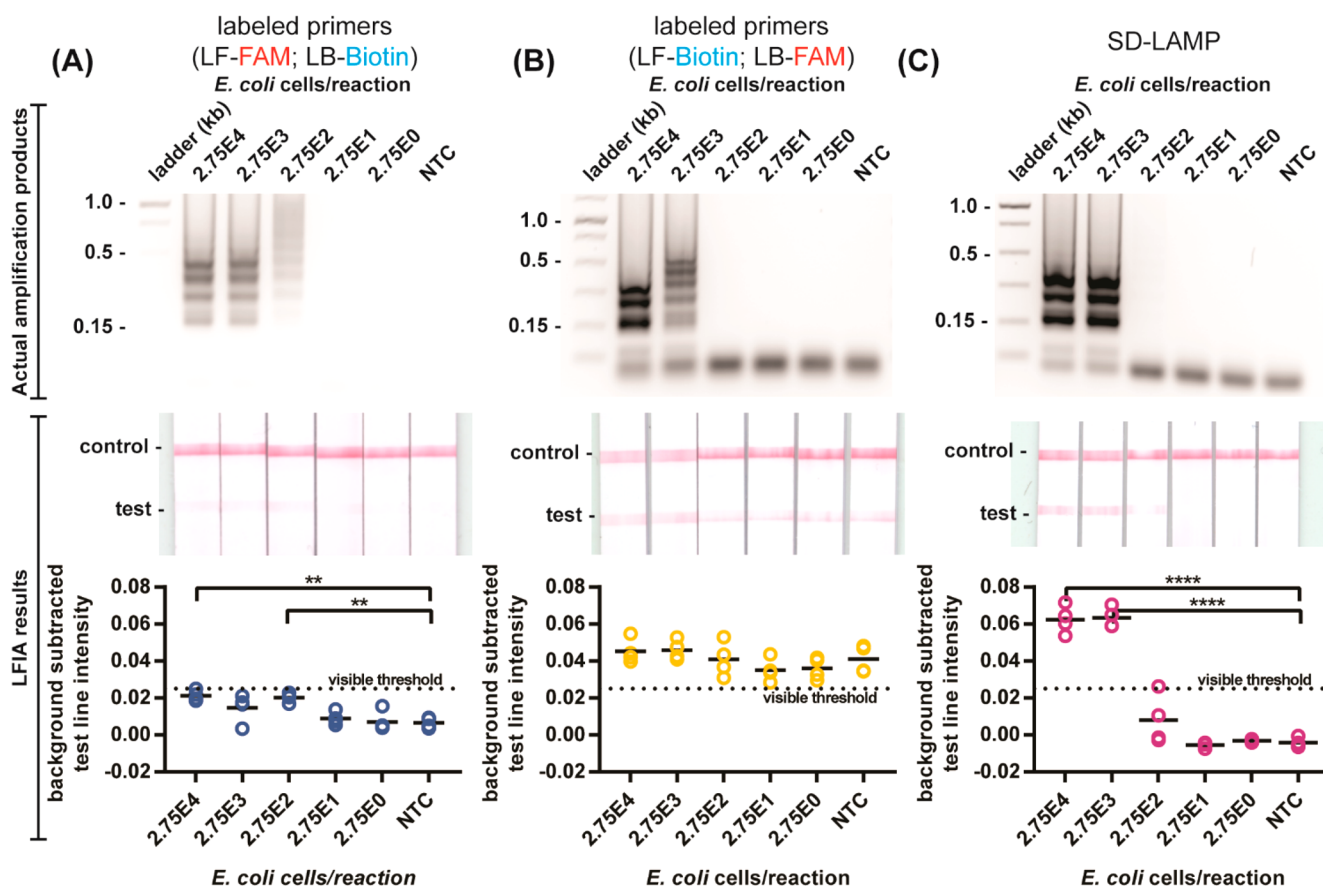 labeled primers
(LF-FAM; LB-Biotin)
(A)
E. coli cells/reaction
ladder (kb)
2.75E4
2.75E3
2.75E2
2.75E1
2.75E0
NTC
1.0 -
0.5 -
0.15 -
labeled primers
(LF-Biotin; LB-FAM)
(B)
E. coli cells/reaction
ladder (kb)
2.75E4
2.75E3
2.75E2
2.75E1
2.75E0
NTC
1.0 -
0.5 -
0.15 -
SD-LAMP
(C)
E. coli cells/reaction
ladder (kb)
2.75E4
2.75E3
2.75E2
2.75E1
2.75E0
NTC
1.0 -
0.5 -
0.15 -
Actual amplification products
LFIA results
control -
test -
control -
test -
control -
test -
background subtracted
test line intensity
0.08
0.06
0.04
0.02
0.00
-0.02
**
**
visible threshold
2.75E4
2.75E3
2.75E2
2.75E1
2.75E0
NTC
E. coli cells/reaction
background subtracted
test line intensity
0.08
0.06
0.04
0.02
0.00
-0.02
visible threshold
2.75E4
2.75E3
2.75E2
2.75E1
2.75E0
NTC
E. coli cells/reaction
background subtracted
test line intensity
0.08
0.06
0.04
0.02
0.00
-0.02
****
****
visible threshold
2.75E4
2.75E3
2.75E2
2.75E1
2.75E0
NTC
E. coli cells/reaction